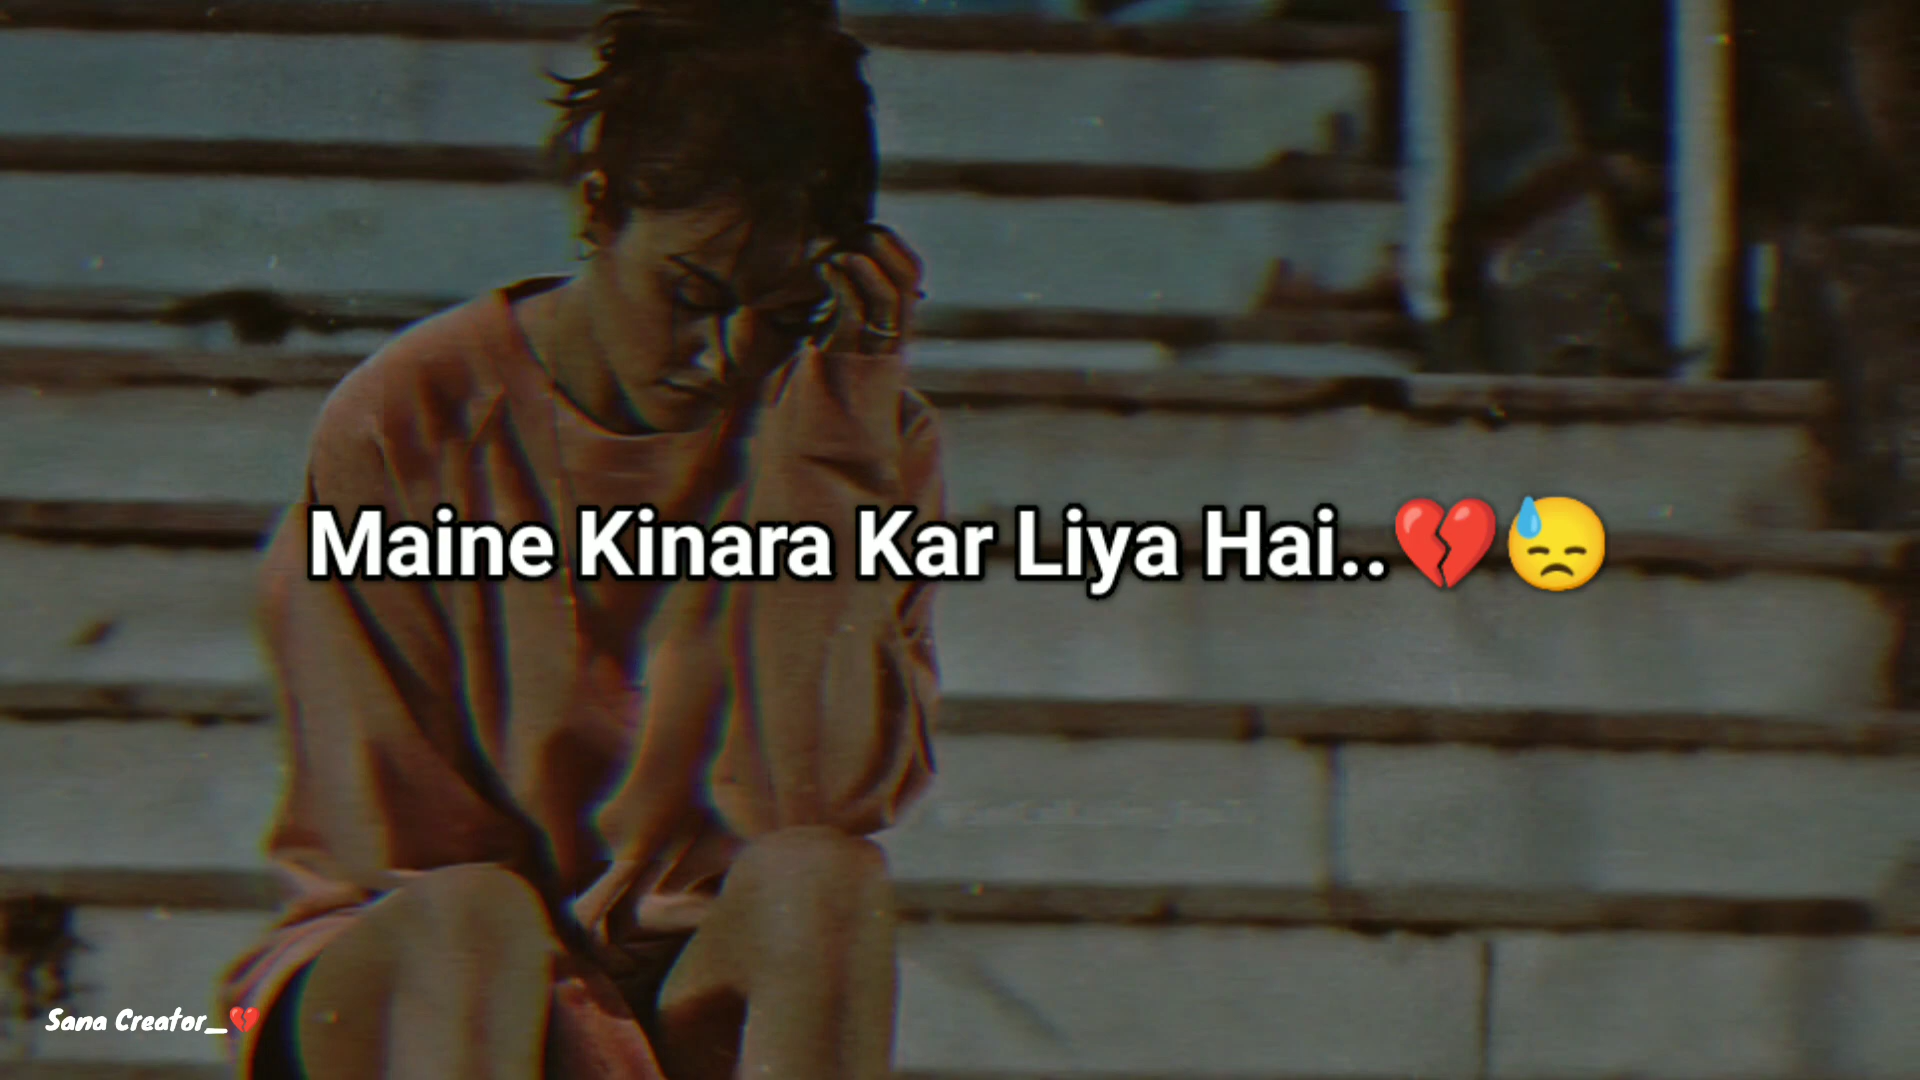 Maine Kinara Kar Liya Hai..💔😓
Sana Creator_💔